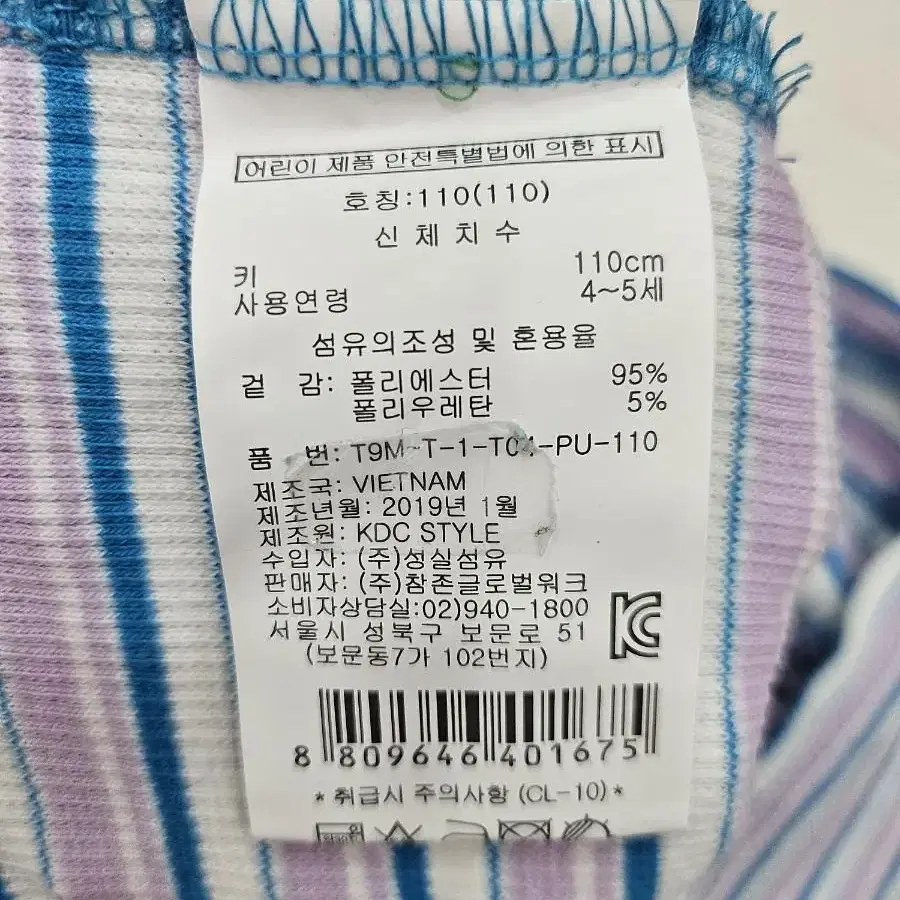 어린이 제품 안전특별법에 의한 표시
호칭:110(110)
신체치수
키 110cm
사용연령 4~5세
섬유의조성 및 혼용율
겉 감: 폴리에스터 95%
폴리우레탄 5%
품 번: T9M-T-1-T04-PU-110
제조국: VIETNAM
제조년월: 2019년 1월
제조원: KDC STYLE
수입자: (주)성실섬유
판매자: (주)참존글로벌워크
소비자상담실:02)940-1800
서울시 성북구 보문로 51
(보문동7가 102번지)
8 809646 401675
* 취급시 주의사항 (CL-10) *